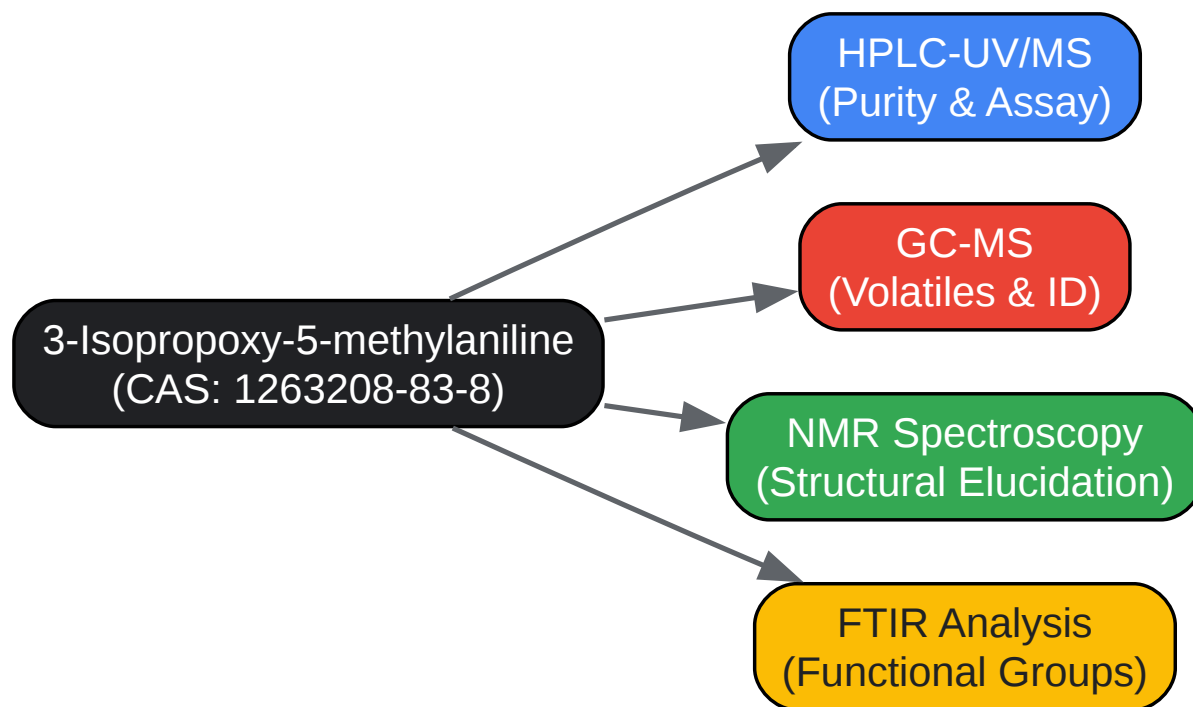 3-Isopropoxy-5-methylaniline
(CAS: 1263208-83-8)
HPLC-UV/MS
(Purity & Assay)
GC-MS
(Volatiles & ID)
NMR Spectroscopy
(Structural Elucidation)
FTIR Analysis
(Functional Groups)